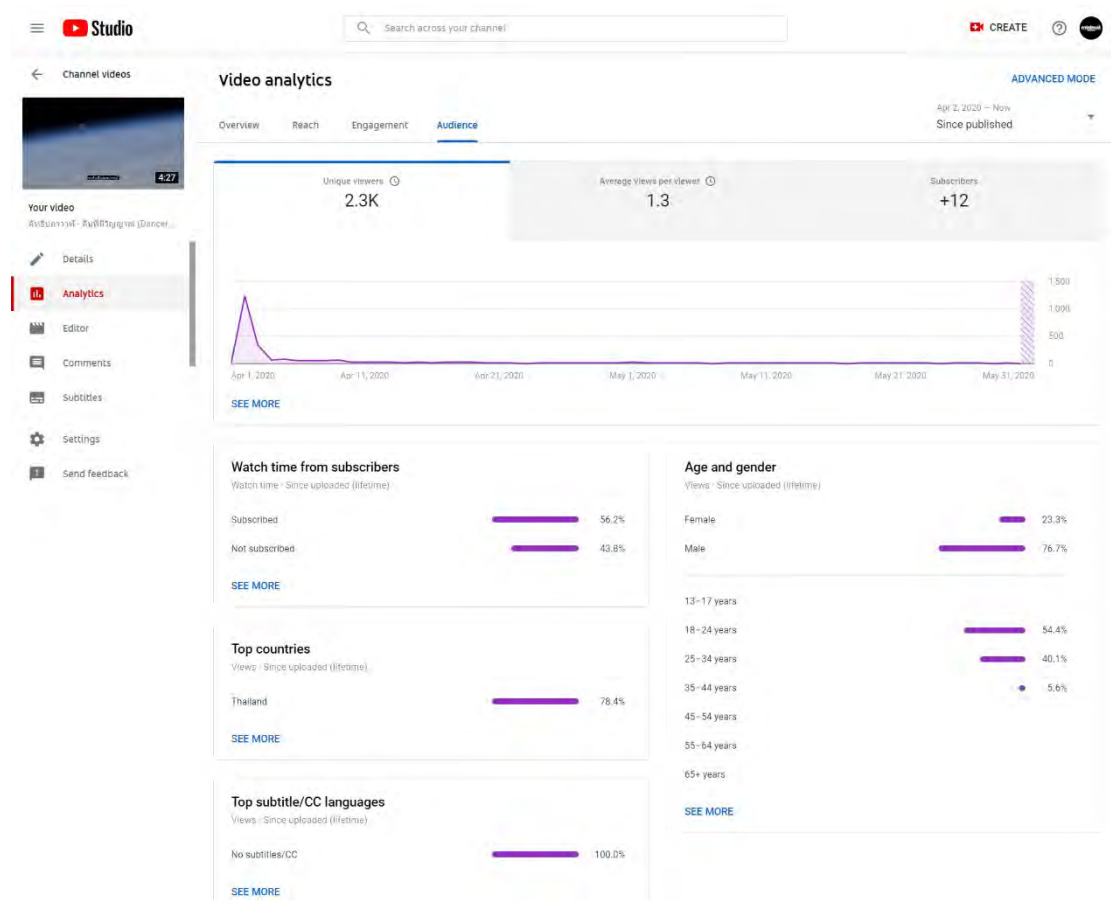 Studio
Search across your channel
CREATE
Channel videos
Video analytics
ADVANCED MODE
Overview
Reach
Engagement
Audience
Apr 2, 2020 – Now
Since published
4:27
Your video
(Dancer...
Details
Analytics
Editor
Comments
Subtitles
Settings
Send feedback
Unique viewers
2.3K
Average views per viewer
1.3
Subscribers
+12
1,500
1,000
500
0
Apr 1, 2020
Apr 11, 2020
Apr 21, 2020
May 1, 2020
May 11, 2020
May 21, 2020
May 31, 2020
SEE MORE
Watch time from subscribers
Watch time · Since uploaded (lifetime)
Subscribed 56.2%
Not subscribed 43.8%
SEE MORE
Top countries
Views · Since uploaded (lifetime)
Thailand 78.4%
SEE MORE
Top subtitle/CC languages
Views · Since uploaded (lifetime)
No subtitles/CC 100.0%
SEE MORE
Age and gender
Views · Since uploaded (lifetime)
Female 23.3%
Male 76.7%
13–17 years
18–24 years 54.4%
25–34 years 40.1%
35–44 years 5.6%
45–54 years
55–64 years
65+ years
SEE MORE